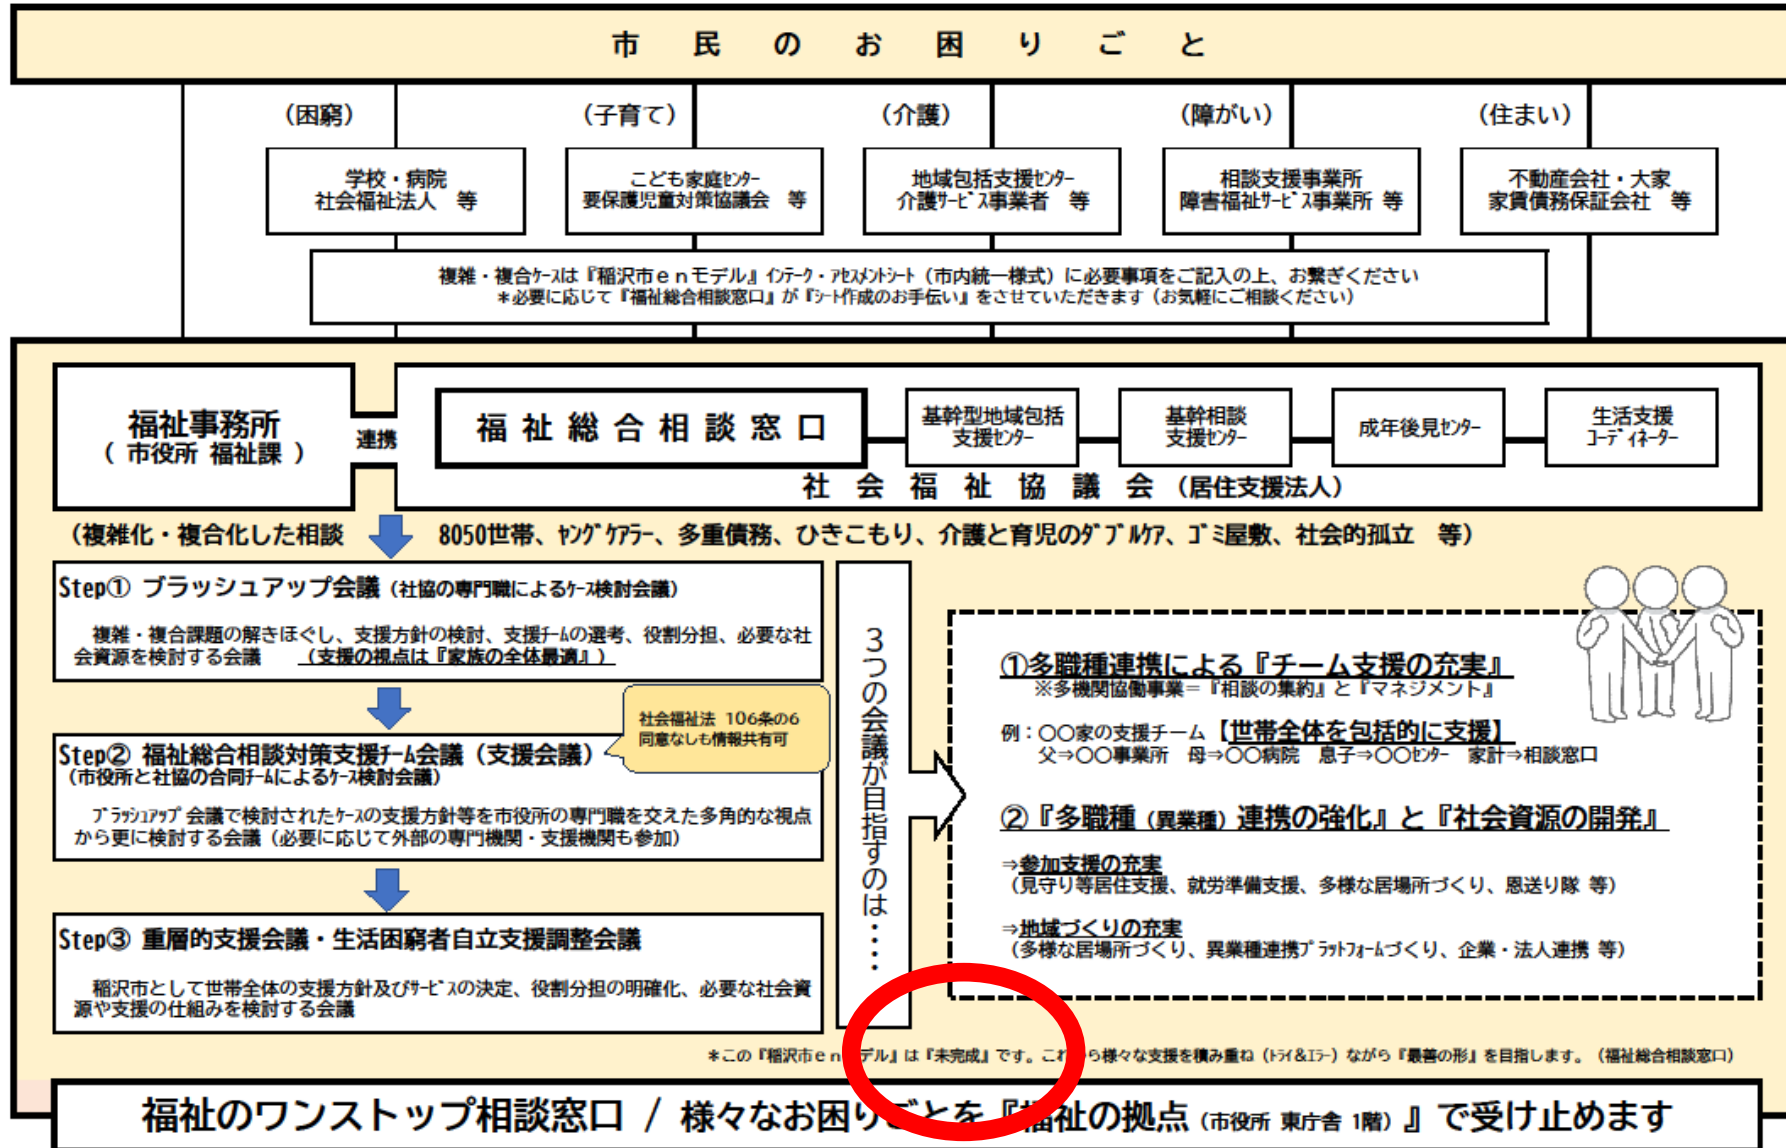 市民のお困りごと
（困窮）
（子育て）
（介護）
（障がい）
（住まい）
学校・病院
社会福祉法人　等
こども家庭ｾﾝﾀｰ
要保護児童対策協議会　等
地域包括支援ｾﾝﾀｰ
介護ｻｰﾋﾞｽ事業者　等
相談支援事業所
障害福祉ｻｰﾋﾞｽ事業所 等
不動産会社・大家
家賃債務保証会社　等
複雑・複合ｹｰｽは『稲沢市ｅｎモデル』ｲﾝﾃｰｸ・ｱｾｽﾒﾝﾄｼｰﾄ（市内統一様式）に必要事項をご記入の上、お繋ぎください
＊必要に応じて『福祉総合相談窓口』が『ｼｰﾄ作成のお手伝い』をさせていただきます（お気軽にご相談ください）
福祉事務所
（ 市役所 福祉課 ）
連携
福祉総合相談窓口
基幹型地域包括
支援ｾﾝﾀｰ
基幹相談
支援ｾﾝﾀｰ
成年後見ｾﾝﾀｰ
生活支援
ｺｰﾃﾞｨﾈｰﾀｰ
社会福祉協議会（居住支援法人）
（複雑化・複合化した相談　8050世帯、ﾔﾝｸﾞｹｱﾗｰ、多重債務、ひきこもり、介護と育児のﾀﾞﾌﾞﾙｹｱ、ｺﾞﾐ屋敷、社会的孤立　等）
Step① ブラッシュアップ会議（社協の専門職によるｹｰｽ検討会議）
複雑・複合課題の解きほぐし、支援方針の検討、支援ﾁｰﾑの選考、役割分担、必要な社
会資源を検討する会議　（支援の視点は『家族の全体最適』）
社会福祉法 106条の6
同意なしも情報共有可
Step② 福祉総合相談対策支援ﾁｰﾑ会議（支援会議）
（市役所と社協の合同ﾁｰﾑによるｹｰｽ検討会議）
ﾌﾞﾗｯｼｭｱｯﾌﾟ会議で検討されたｹｰｽの支援方針等を市役所の専門職を交えた多角的な視点
から更に検討する会議（必要に応じて外部の専門機関・支援機関も参加）
Step③ 重層的支援会議・生活困窮者自立支援調整会議
稲沢市として世帯全体の支援方針及びｻｰﾋﾞｽの決定、役割分担の明確化、必要な社会資
源や支援の仕組みを検討する会議
３つの会議が目指すのは・・・・
①多職種連携による『チーム支援の充実』
※多機関協働事業＝『相談の集約』と『マネジメント』
例：〇〇家の支援チーム【世帯全体を包括的に支援】
父⇒〇〇事業所　母⇒〇〇病院　息子⇒〇〇ｾﾝﾀｰ　家計⇒相談窓口
②『多職種（異業種）連携の強化』と『社会資源の開発』
⇒参加支援の充実
（見守り等居住支援、就労準備支援、多様な居場所づくり、恩送り隊 等）
⇒地域づくりの充実
（多様な居場所づくり、異業種連携ﾌﾟﾗｯﾄﾌｫｰﾑづくり、企業・法人連携 等）
＊この『稲沢市ｅｎモデル』は『未完成』です。これから様々な支援を積み重ね（ﾄﾗｲ&ｴﾗｰ）ながら『最善の形』を目指します。（福祉総合相談窓口）
福祉のワンストップ相談窓口 / 様々なお困りごとを『福祉の拠点（市役所 東庁舎 1階）』で受け止めます